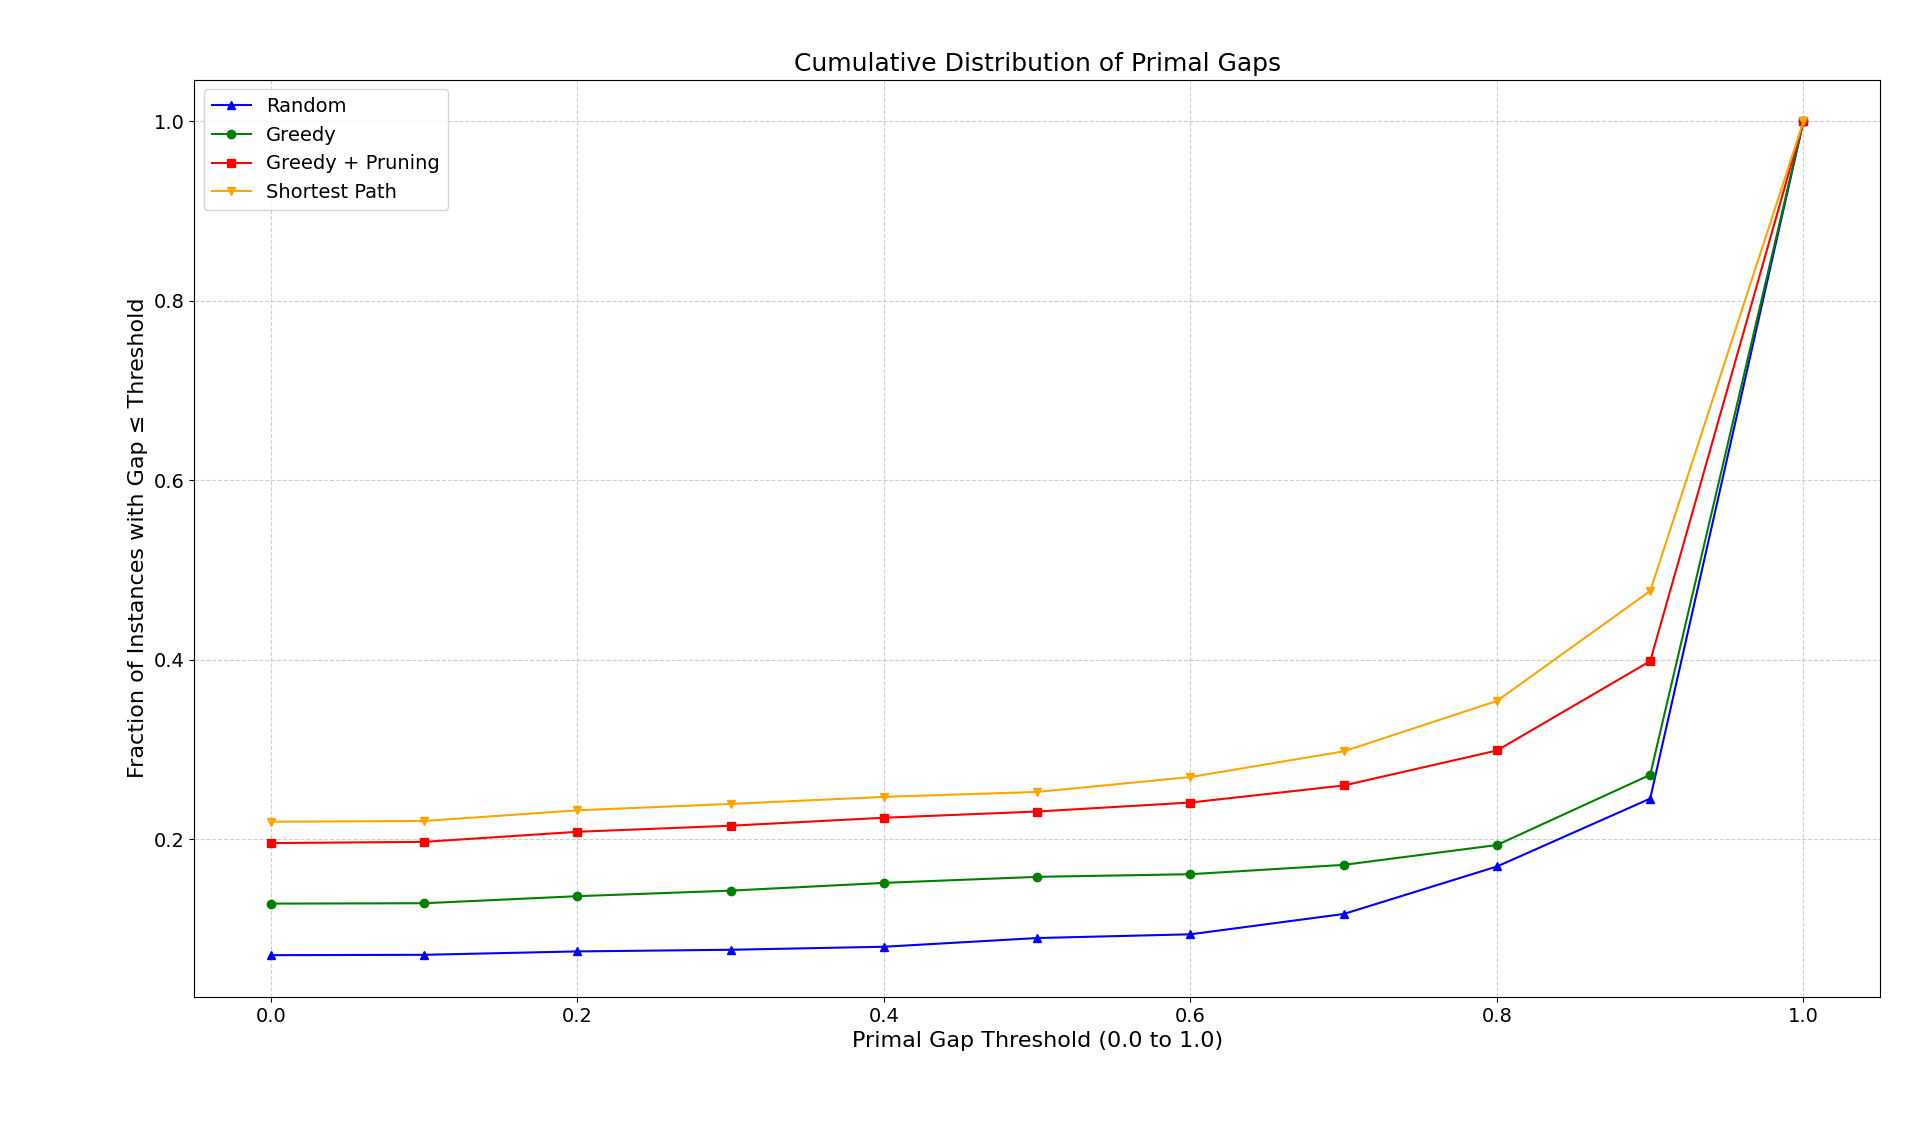 Cumulative Distribution of Primal Gaps
Random
Greedy
Greedy + Pruning
Shortest Path
Fraction of Instances with Gap ≤ Threshold
1.0
0.8
0.6
0.4
0.2
0.0 0.2 0.4 0.6 0.8 1.0
Primal Gap Threshold (0.0 to 1.0)